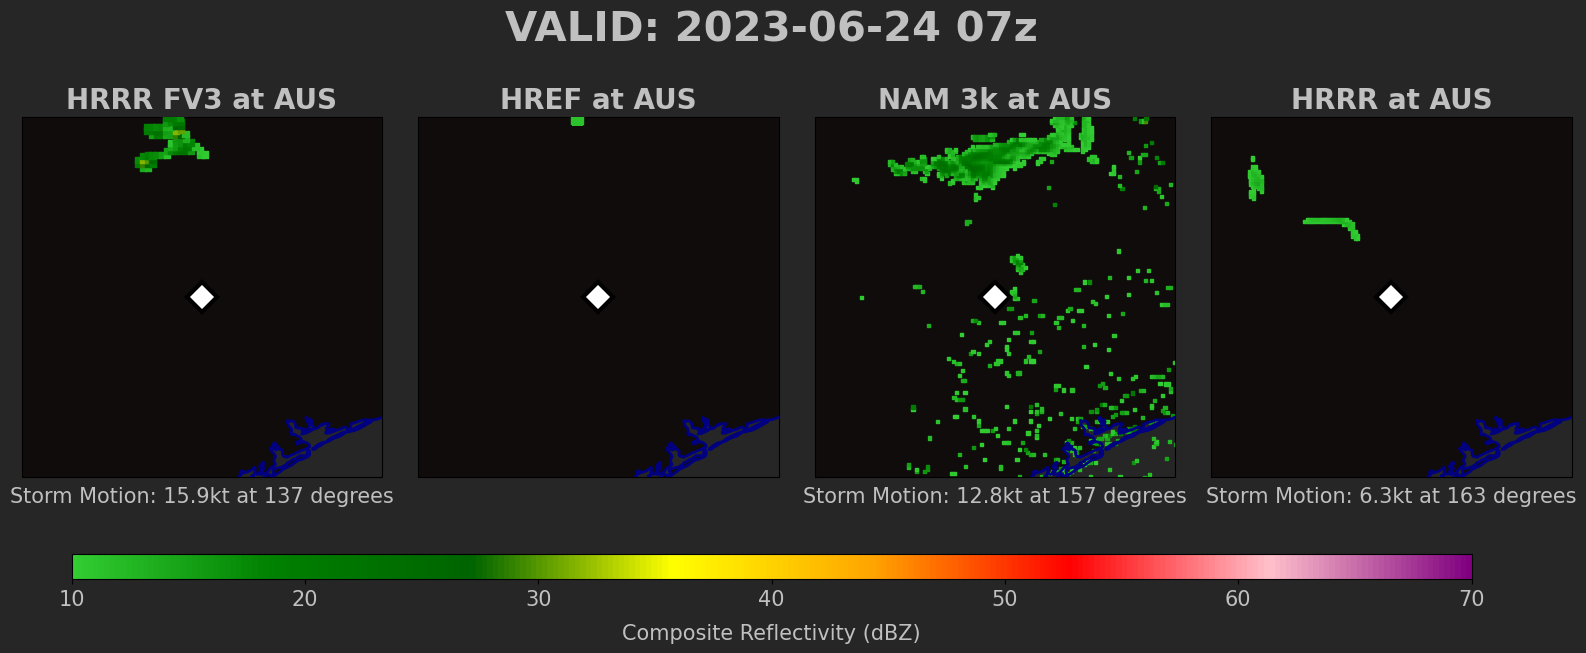 VALID: 2023-06-24 07z
HRRR FV3 at AUS
HREF at AUS
NAM 3k at AUS
HRRR at AUS
Storm Motion: 15.9kt at 137 degrees
Storm Motion: 12.8kt at 157 degrees
Storm Motion: 6.3kt at 163 degrees
10 20 30 40 50 60 70
Composite Reflectivity (dBZ)